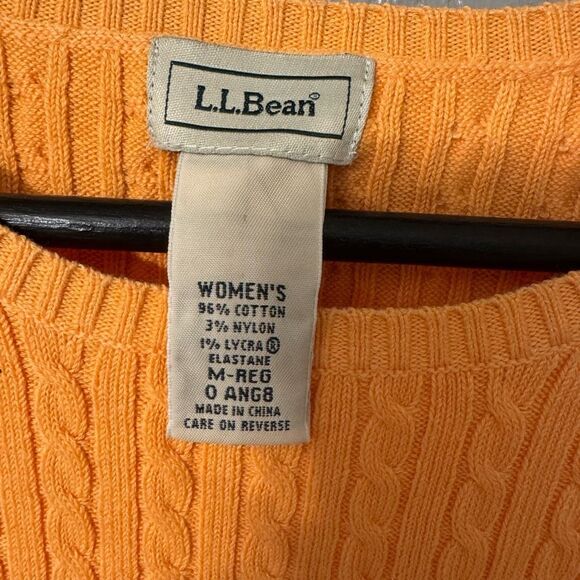 L.L.Bean®
WOMEN'S
96% COTTON
3% NYLON
1% LYCRA®
ELASTANE
M-REG
0 ANG8
MADE IN CHINA
CARE ON REVERSE